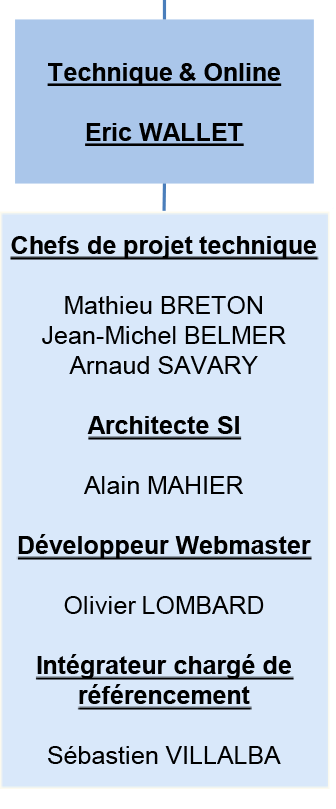 Technique & Online
Eric WALLET
Chefs de projet technique
Mathieu BRETON
Jean-Michel BELMER
Arnaud SAVARY
Architecte SI
Alain MAHIER
Développeur Webmaster
Olivier LOMBARD
Intégrateur chargé de
référencement
Sébastien VILLALBA